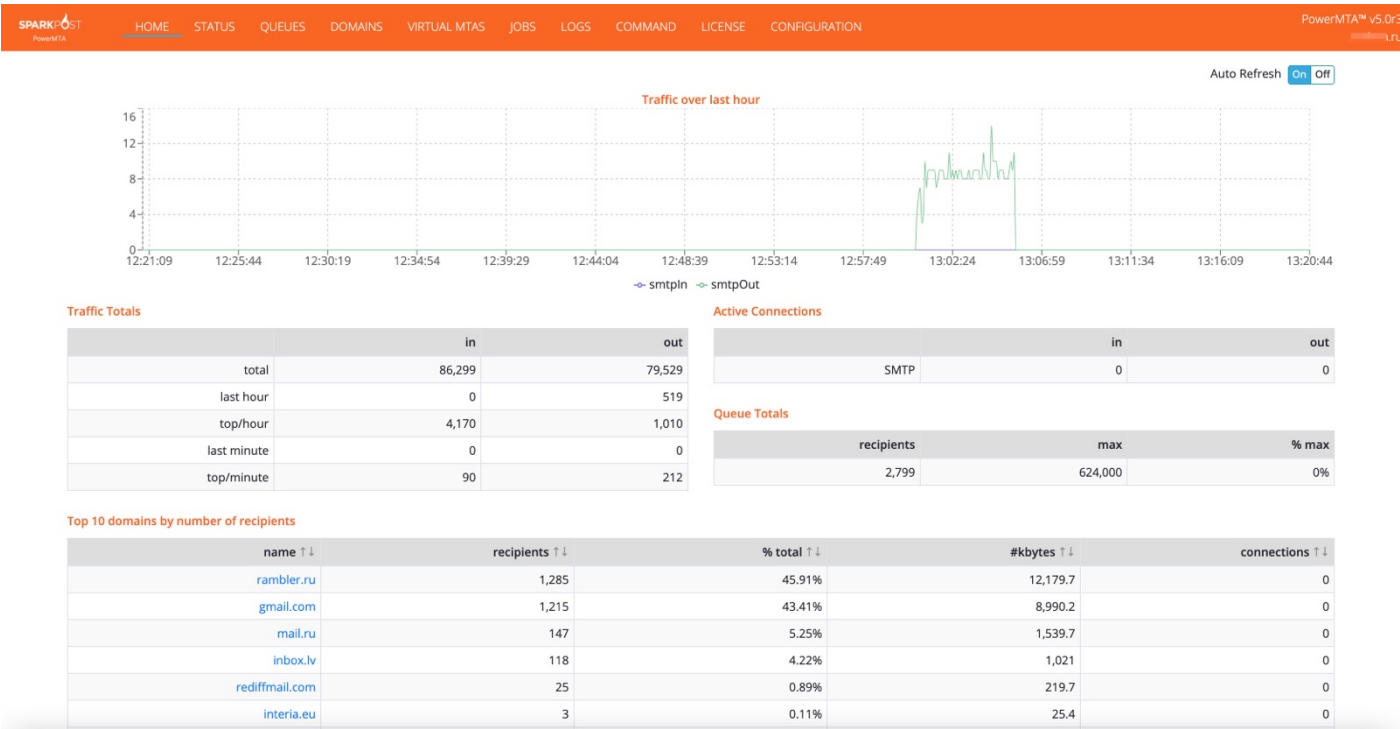 SPARKPOST HOME STATUS QUEUES DOMAINS VIRTUAL MTAS JOBS LOGS COMMAND LICENSE CONFIGURATION PowerMTA™ v5.0r3
PowerMTA .ru
Auto Refresh On Off
Traffic over last hour
16
12
8
4
0
12:21:09 12:25:44 12:30:19 12:34:54 12:39:29 12:44:04 12:48:39 12:53:14 12:57:49 13:02:24 13:06:59 13:11:34 13:16:09 13:20:44
smtpIn smtpOut
Traffic Totals
in out
total 86,299 79,529
last hour 0 519
top/hour 4,170 1,010
last minute 0 0
top/minute 90 212
Active Connections
in out
SMTP 0 0
Queue Totals
recipients max % max
2,799 624,000 0%
Top 10 domains by number of recipients
name ↑↓ recipients ↑↓ % total ↑↓ #kbytes ↑↓ connections ↑↓
rambler.ru 1,285 45.91% 12,179.7 0
gmail.com 1,215 43.41% 8,990.2 0
mail.ru 147 5.25% 1,539.7 0
inbox.lv 118 4.22% 1,021 0
rediffmail.com 25 0.89% 219.7 0
interia.eu 3 0.11% 25.4 0